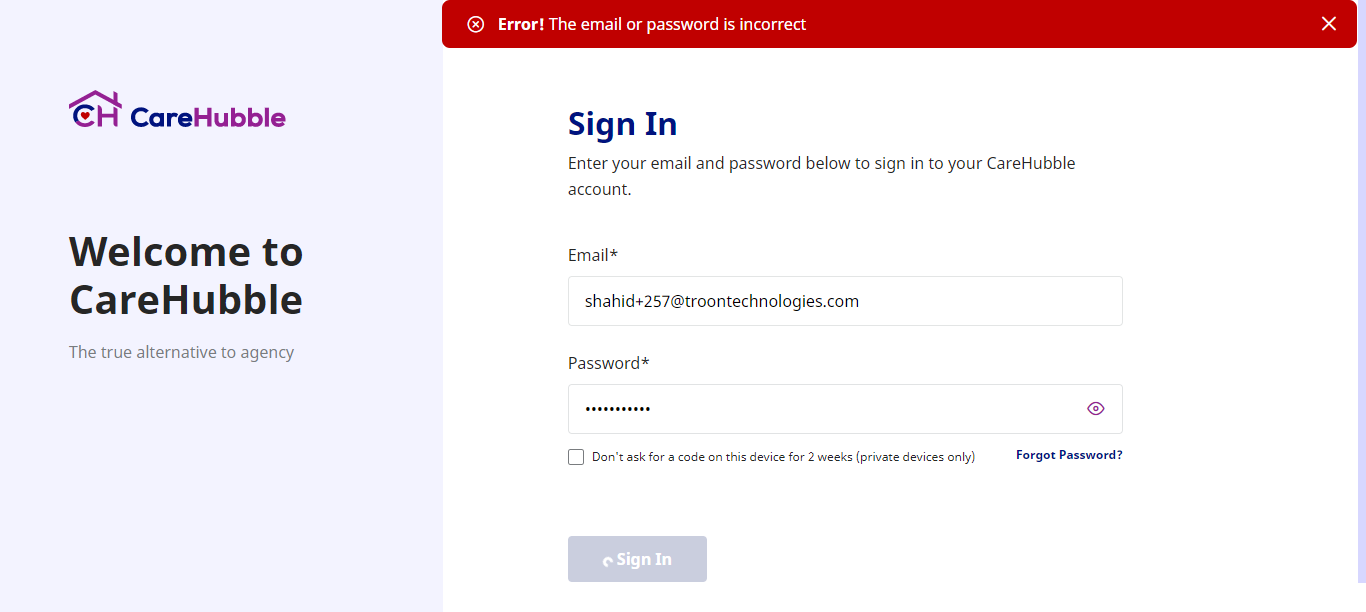 Error! The email or password is incorrect
CH CareHubble
Welcome to
CareHubble
The true alternative to agency
Sign In
Enter your email and password below to sign in to your CareHubble
account.
Email*
shahid+257@troontechnologies.com
Password*
•••••••••••
Don't ask for a code on this device for 2 weeks (private devices only)
Forgot Password?
Sign In